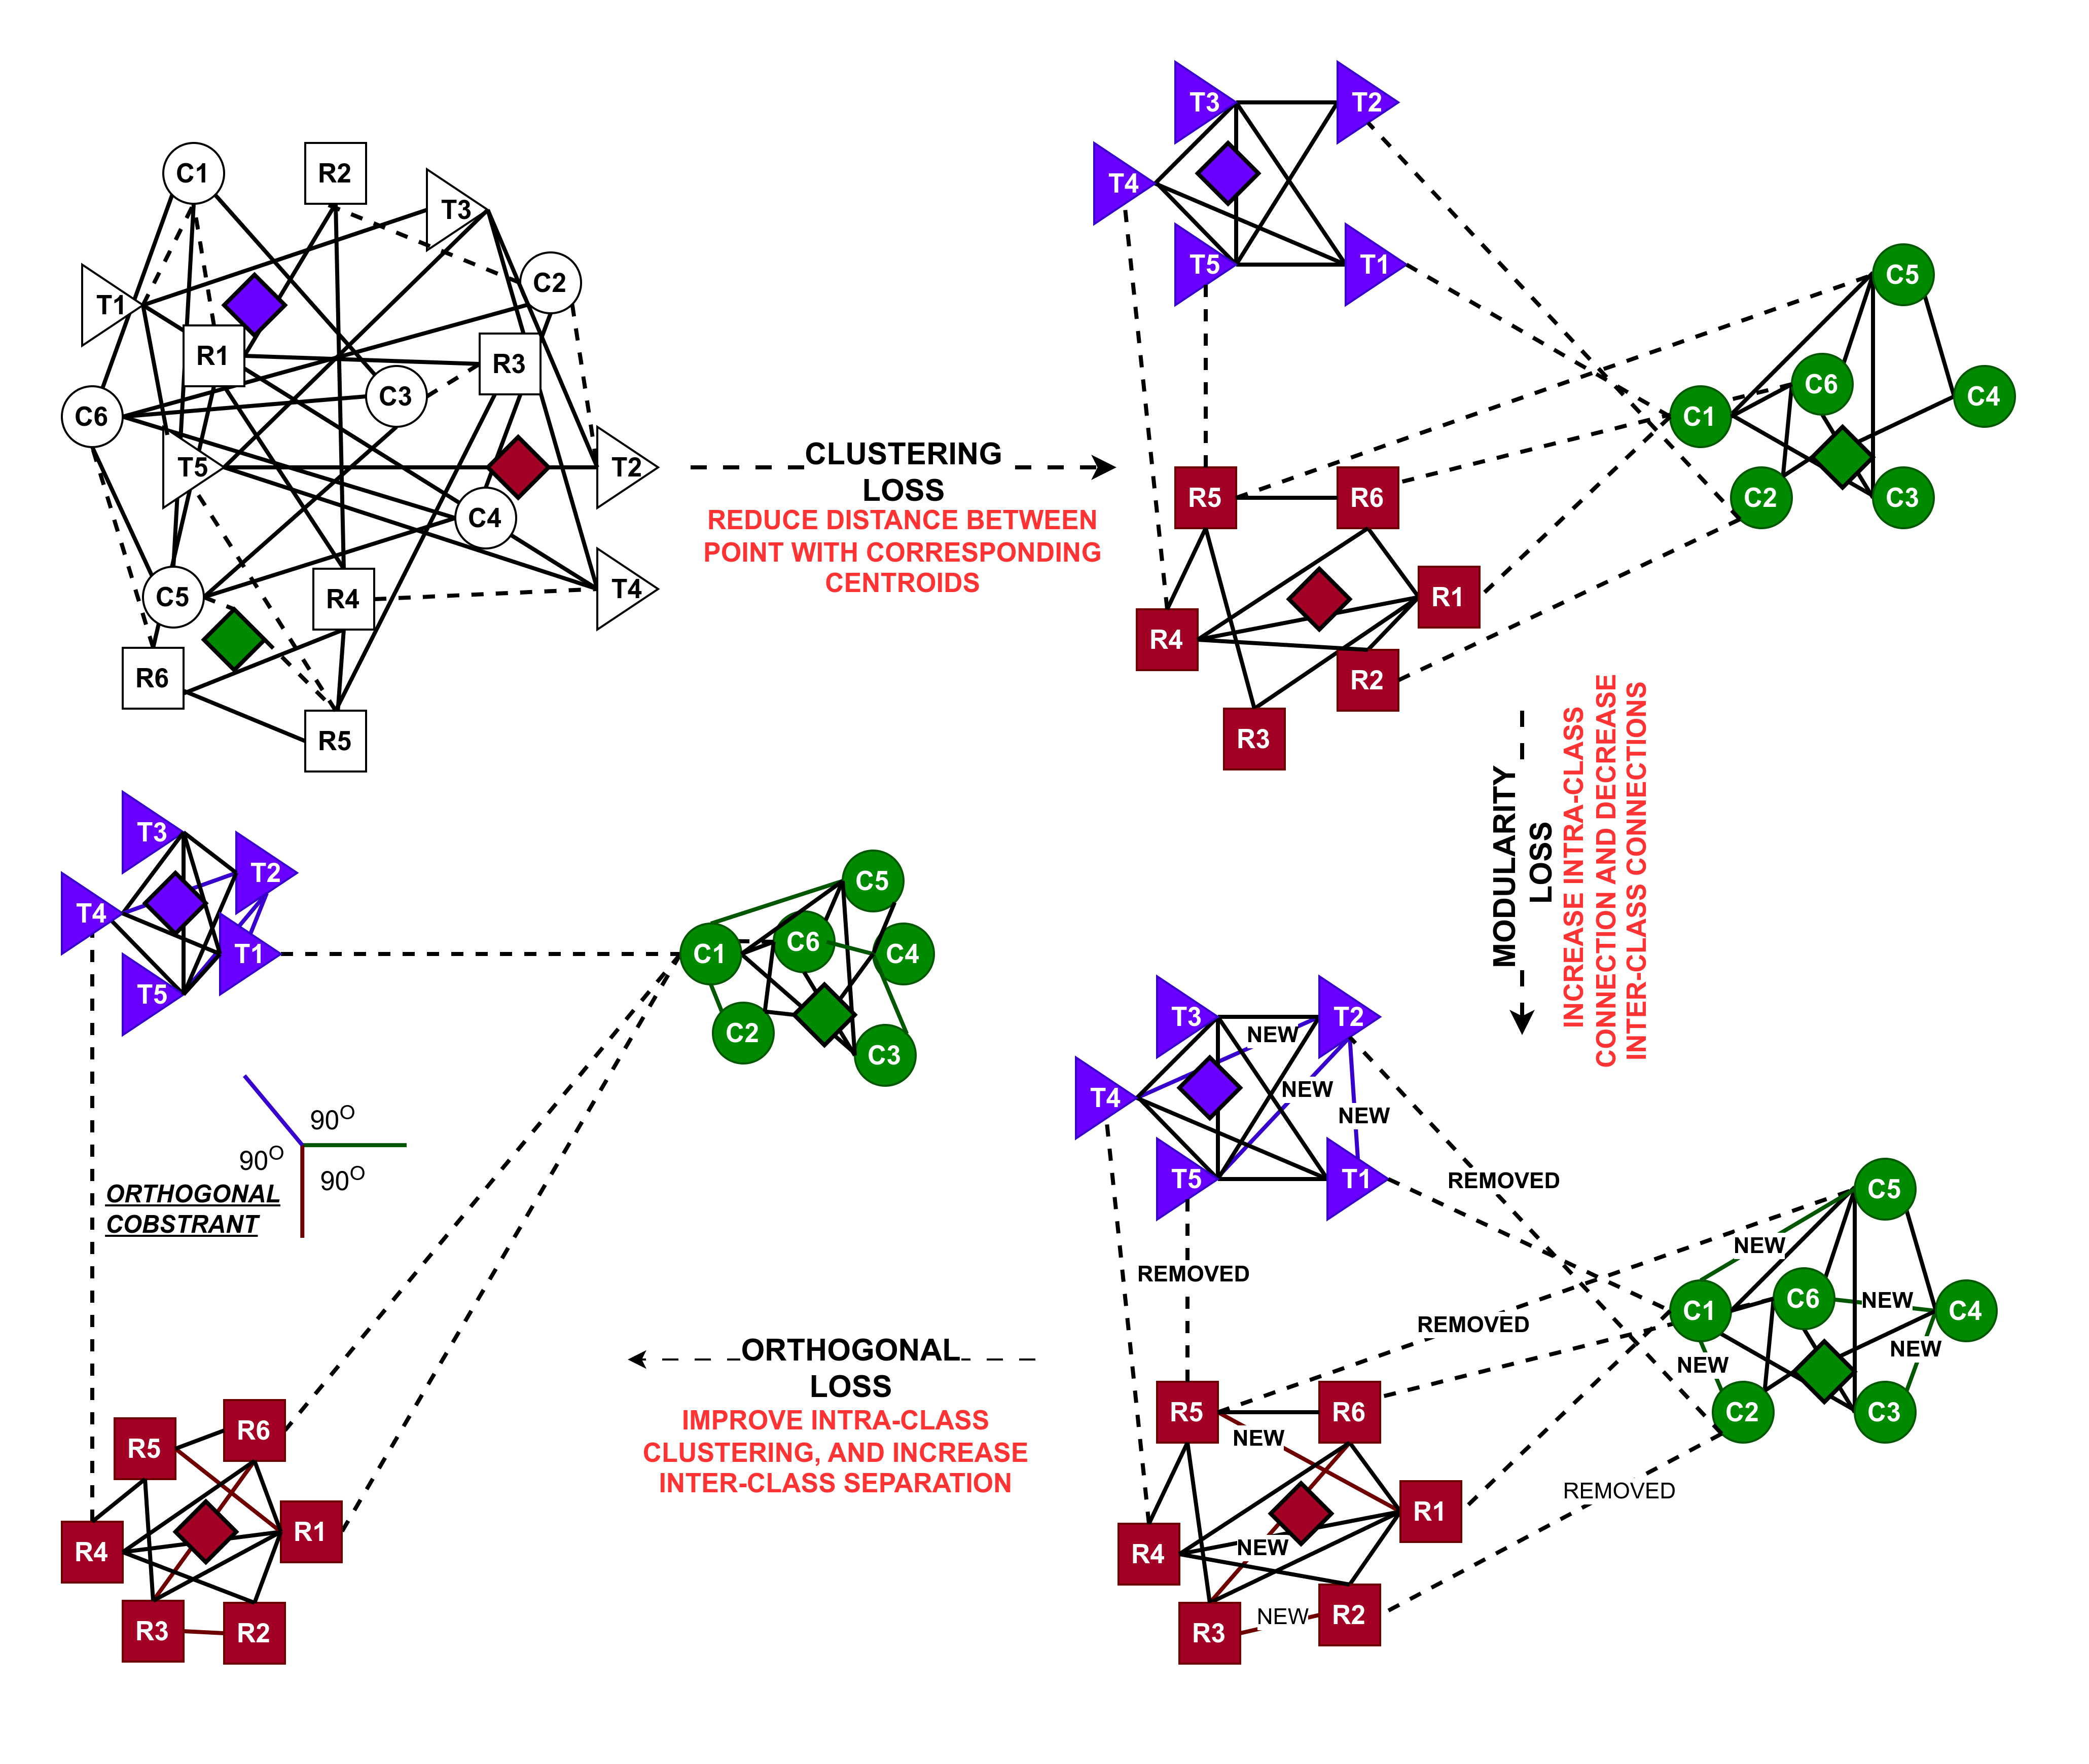 C1
R2
T3
C2
T1
R1
R3
C3
C6
T5
T2
C4
C5
R4
T4
R6
R5
CLUSTERING
LOSS
REDUCE DISTANCE BETWEEN
POINT WITH CORRESPONDING
CENTROIDS
T3
T2
T4
T5
T1
C5
C6
C4
C1
C2
C3
R5
R6
R1
R4
R2
R3
MODULARITY
LOSS
INCREASE INTRA-CLASS
CONNECTION AND DECREASE
INTER-CLASS CONNECTIONS
T3
T2
NEW
T4
NEW
NEW
T5
T1
REMOVED
C5
REMOVED
NEW
C6
NEW
C1
C4
REMOVED
NEW
NEW
R5
R6
C2
C3
NEW
REMOVED
R1
R4
NEW
R3
NEW
R2
ORTHOGONAL
LOSS
IMPROVE INTRA-CLASS
CLUSTERING, AND INCREASE
INTER-CLASS SEPARATION
T3
T2
T4
T1
T5
C5
C6
C1
C4
C2
C3
90O
90O
90O
ORTHOGONAL
COBSTRANT
R6
R5
R1
R4
R3
R2